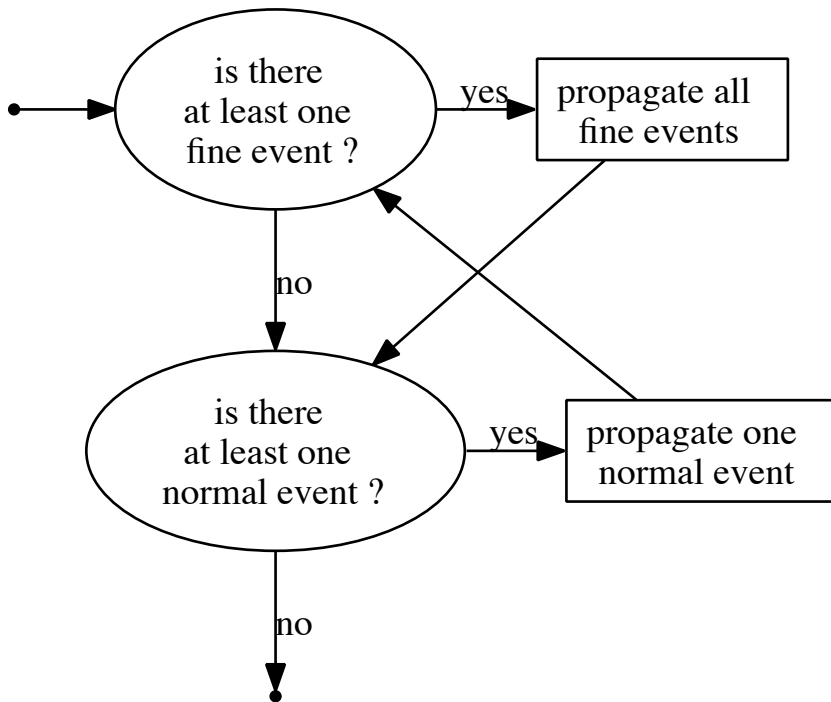 is there
at least one
fine event ?
yes
propagate all
fine events
no
is there
at least one
normal event ?
yes
propagate one
normal event
no